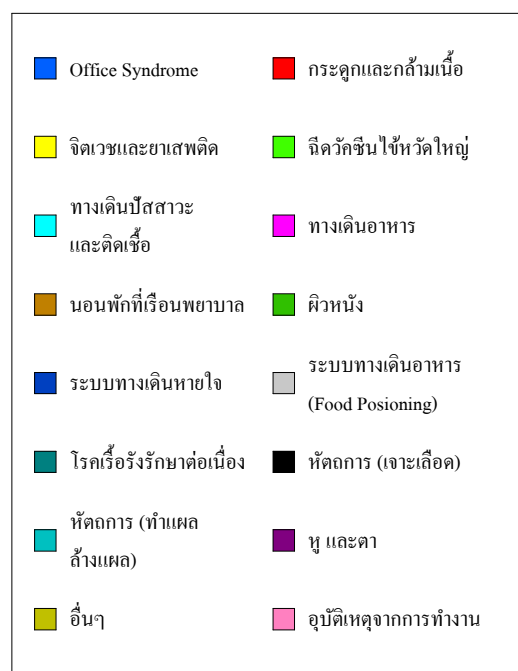 Office Syndrome
กระดูกและกล้ามเนื้อ
จิตเวชและยาเสพติด
ฉีดวัคซีนไข้หวัดใหญ่
ทางเดินปัสสาวะ
และติดเชื้อ
ทางเดินอาหาร
นอนพักที่เรือนพยาบาล
ผิวหนัง
ระบบทางเดินหายใจ
ระบบทางเดินอาหาร
(Food Posioning)
โรคเรื้อรังรักษาต่อเนื่อง
หัตถการ (เจาะเลือด)
หัตถการ (ทำแผล
ล้างแผล)
หู และตา
อื่นๆ
อุบัติเหตุจากการทำงาน